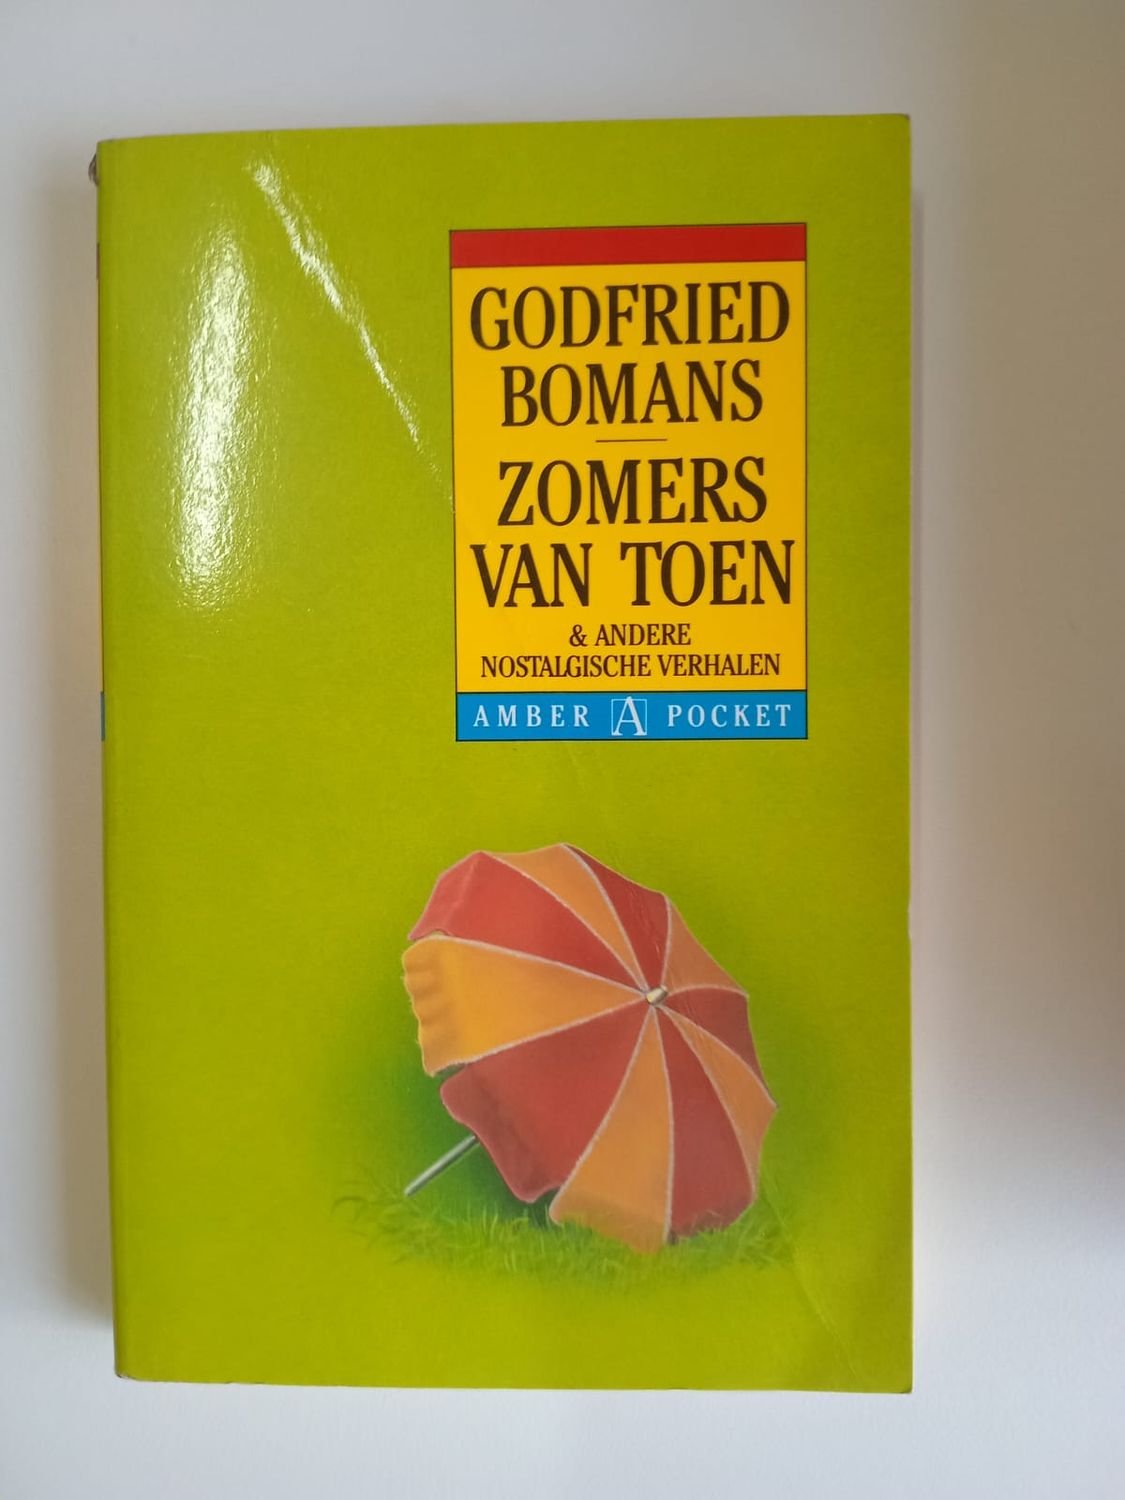 GODFRIED
BOMANS
ZOMERS
VAN TOEN
& ANDERE
NOSTALGISCHE VERHALEN
AMBER A POCKET